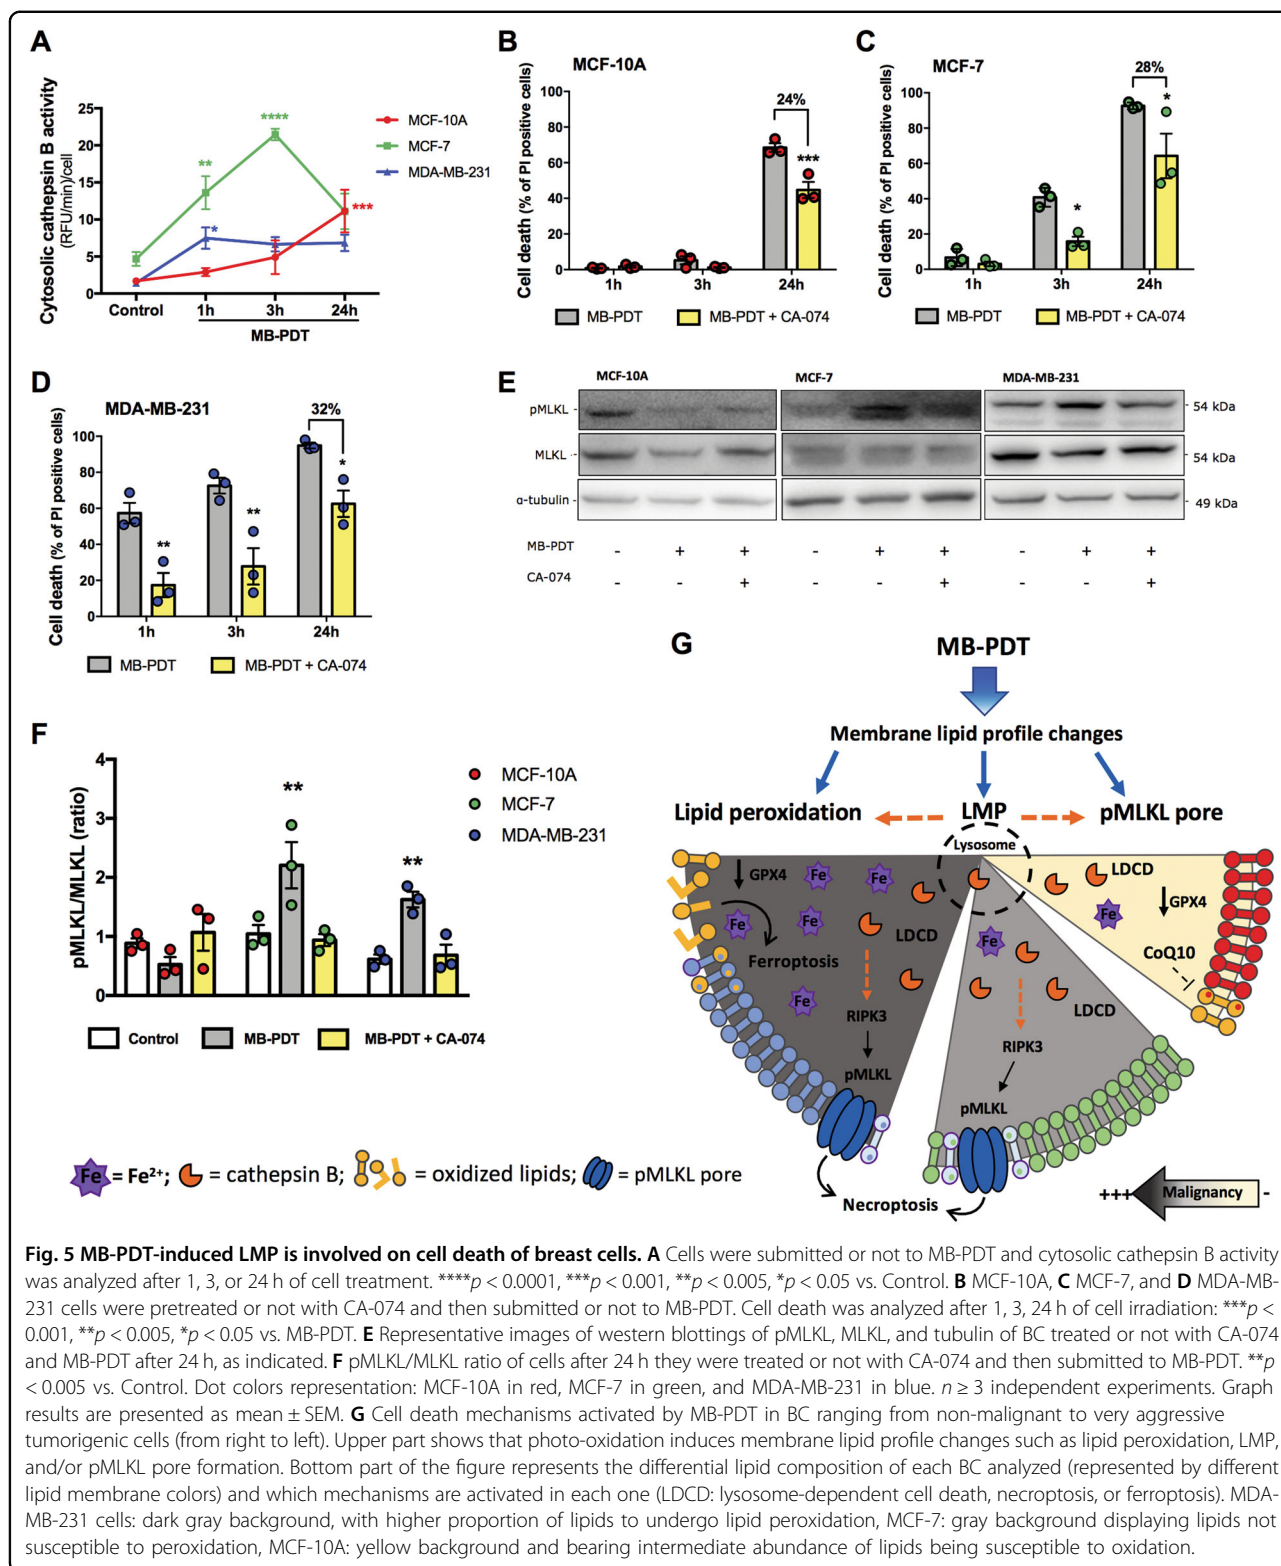 A
Cytosolic cathepsin B activity
(RFU/min)/cell
25
20
15
10
5
0
****
**
*
***
MCF-10A
MCF-7
MDA-MB-231
Control
1h
3h
24h
MB-PDT
B
MCF-10A
Cell death (% of PI positive cells)
100
80
60
40
20
0
24%
***
1h
3h
24h
MB-PDT
MB-PDT + CA-074
C
MCF-7
Cell death (% of PI positive cells)
100
80
60
40
20
0
28%
*
*
1h
3h
24h
MB-PDT
MB-PDT + CA-074
D
MDA-MB-231
Cell death (% of PI positive cells)
100
80
60
40
20
0
32%
**
**
*
1h
3h
24h
MB-PDT
MB-PDT + CA-074
E
MCF-10A
MCF-7
MDA-MB-231
pMLKL
- 54 kDa
MLKL
- 54 kDa
α-tubulin
- 49 kDa
MB-PDT - + + - + + - + +
CA-074 - - + - - + - - +
F
pMLKL/MLKL (ratio)
4
3
2
1
0
**
**
MCF-10A
MCF-7
MDA-MB-231
Control
MB-PDT
MB-PDT + CA-074
G
MB-PDT
Membrane lipid profile changes
Lipid peroxidation
LMP
pMLKL pore
Lysosome
GPX4
Fe
Fe
Fe
Fe
Fe
Ferroptosis
LDCD
RIPK3
pMLKL
Fe
LDCD
RIPK3
pMLKL
LDCD
Fe
GPX4
CoQ10
Necroptosis
+++
Malignancy
-
Fe = Fe²⁺; = cathepsin B; = oxidized lipids; = pMLKL pore
Fig. 5 MB-PDT-induced LMP is involved on cell death of breast cells. A Cells were submitted or not to MB-PDT and cytosolic cathepsin B activity
was analyzed after 1, 3, or 24 h of cell treatment. ****p < 0.0001, ***p < 0.001, **p < 0.005, *p < 0.05 vs. Control. B MCF-10A, C MCF-7, and D MDA-MB-
231 cells were pretreated or not with CA-074 and then submitted or not to MB-PDT. Cell death was analyzed after 1, 3, 24 h of cell irradiation: ***p <
0.001, **p < 0.005, *p < 0.05 vs. MB-PDT. E Representative images of western blottings of pMLKL, MLKL, and tubulin of BC treated or not with CA-074
and MB-PDT after 24 h, as indicated. F pMLKL/MLKL ratio of cells after 24 h they were treated or not with CA-074 and then submitted to MB-PDT. **p
< 0.005 vs. Control. Dot colors representation: MCF-10A in red, MCF-7 in green, and MDA-MB-231 in blue. n ≥ 3 independent experiments. Graph
results are presented as mean ± SEM. G Cell death mechanisms activated by MB-PDT in BC ranging from non-malignant to very aggressive
tumorigenic cells (from right to left). Upper part shows that photo-oxidation induces membrane lipid profile changes such as lipid peroxidation, LMP,
and/or pMLKL pore formation. Bottom part of the figure represents the differential lipid composition of each BC analyzed (represented by different
lipid membrane colors) and which mechanisms are activated in each one (LDCD: lysosome-dependent cell death, necroptosis, or ferroptosis). MDA-
MB-231 cells: dark gray background, with higher proportion of lipids to undergo lipid peroxidation, MCF-7: gray background displaying lipids not
susceptible to peroxidation, MCF-10A: yellow background and bearing intermediate abundance of lipids being susceptible to oxidation.